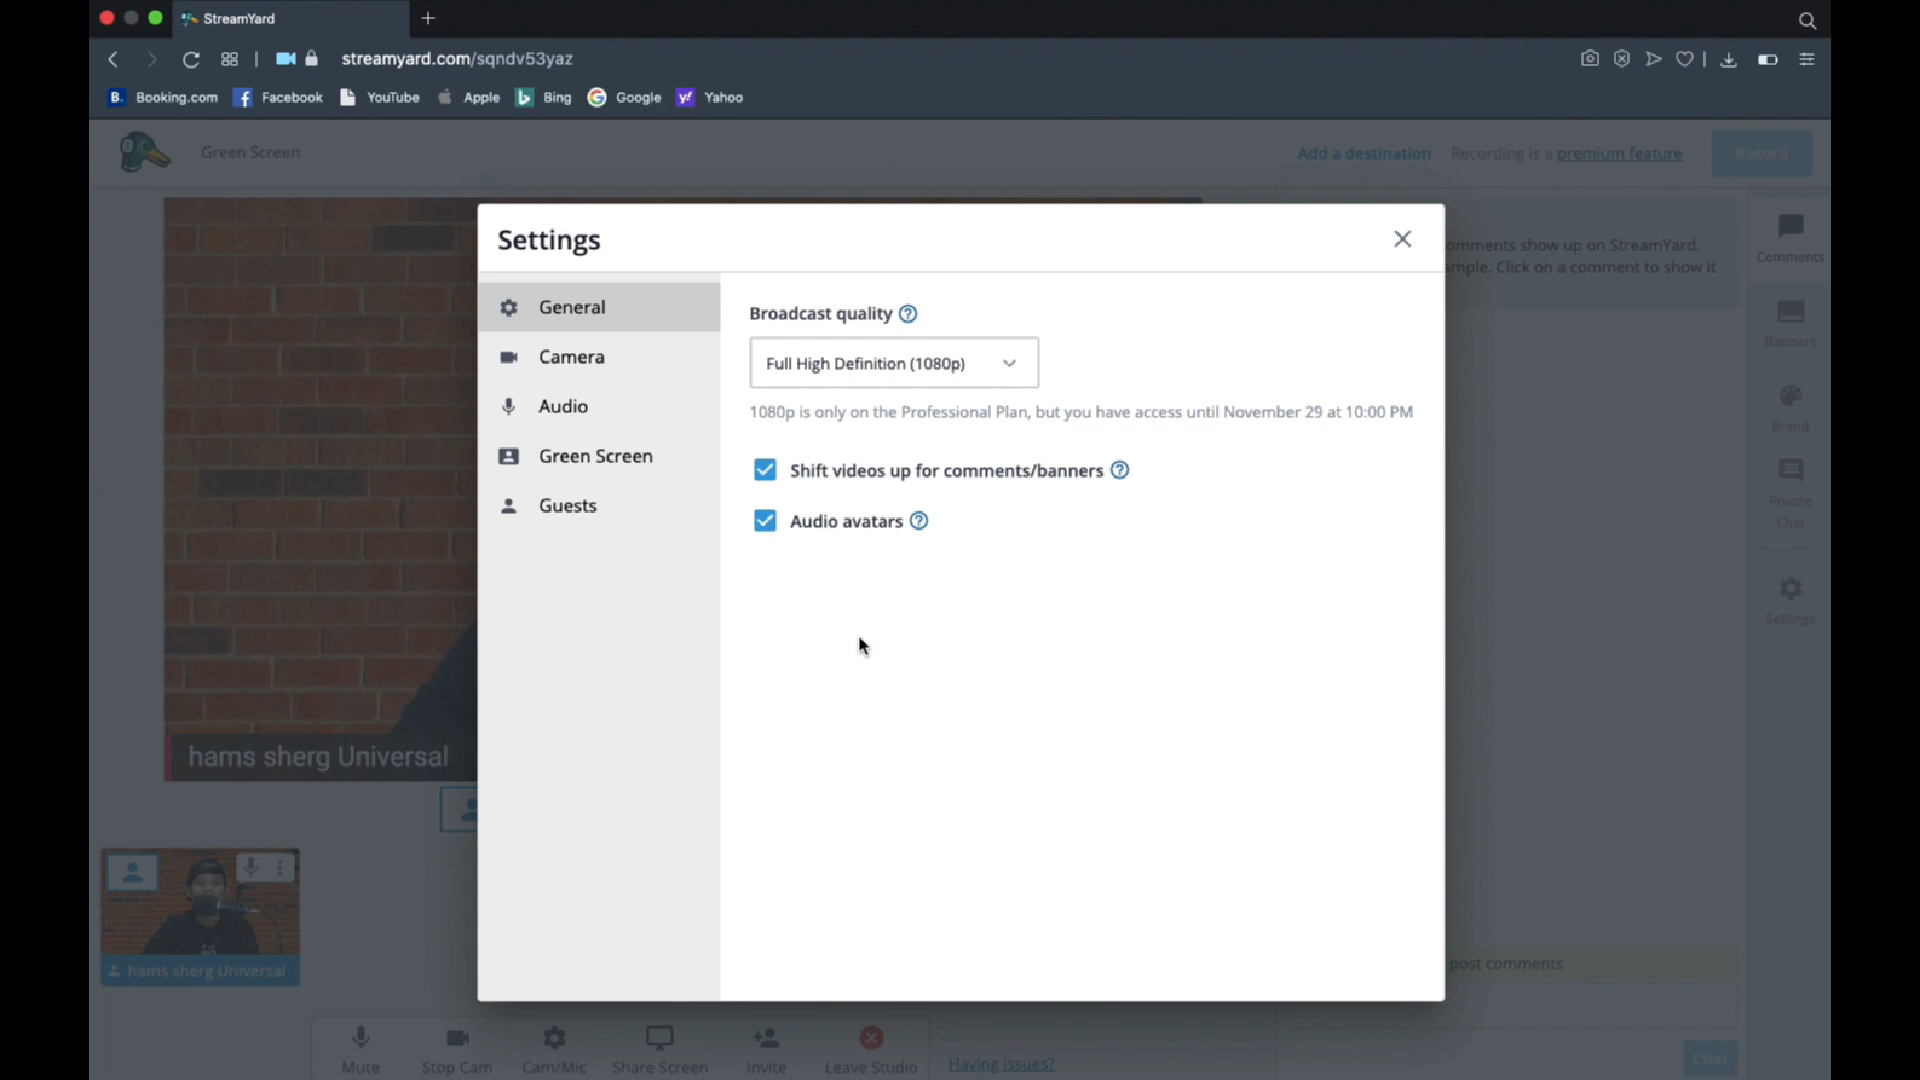 StreamYard
streamyard.com/sqndv53yaz
Booking.com Facebook YouTube Apple Bing Google Yahoo
Green Screen
Add a destination Recording is a premium feature Record
Settings
General
Camera
Audio
Green Screen
Guests
Broadcast quality
Full High Definition (1080p)
1080p is only on the Professional Plan, but you have access until November 29 at 10:00 PM
Shift videos up for comments/banners
Audio avatars
omments show up on StreamYard.
mple. Click on a comment to show it
Comments
Banners
Brand
Private
Chat
Settings
hams sherg Universal
hams sherg Universal
post comments
Mute Stop Cam Cam/Mic Share Screen Invite Leave Studio Having issues?
Chat